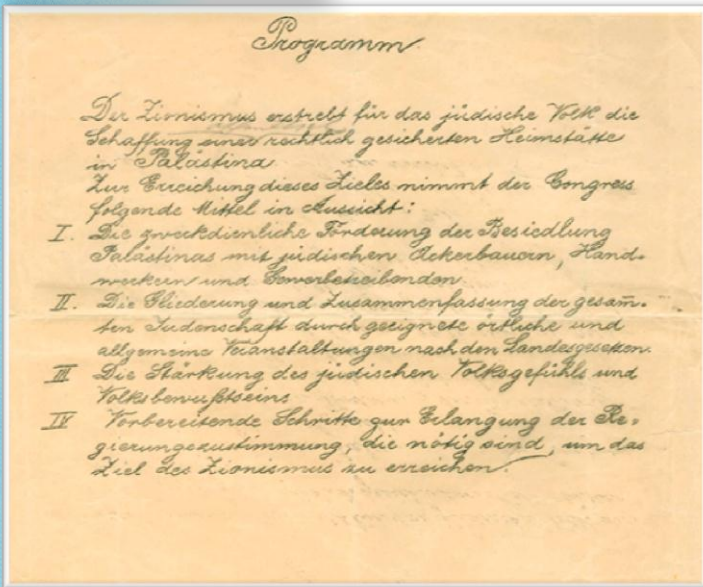 Programm.
Der Zionismus erstrebt für das jüdische Volk die
Schaffung einer rechtlich gesicherten Heimstätte
in Palästina
Zur Erreichung dieses Zieles nimmt der Congress
folgende Mittel in Aussicht:
I. Die zweckdienliche Förderung der Besiedlung
Palästinas mit jüdischen Ackerbauern, Hand-
werkern und Gewerbetreibenden
II. Die Gliederung und Zusammenfassung der gesam̄-
ten Judenschaft durch geeignete örtliche und
allgemeine Veranstaltungen nach den Landesgesetzen.
III Die Stärkung des jüdischen Volksgefühls und
Volksbewußtseins
IV Vorbereitende Schritte zur Erlangung der Re-
gierungszustimmung, die nötig sind, um das
Ziel des Zionismus zu erreichen.